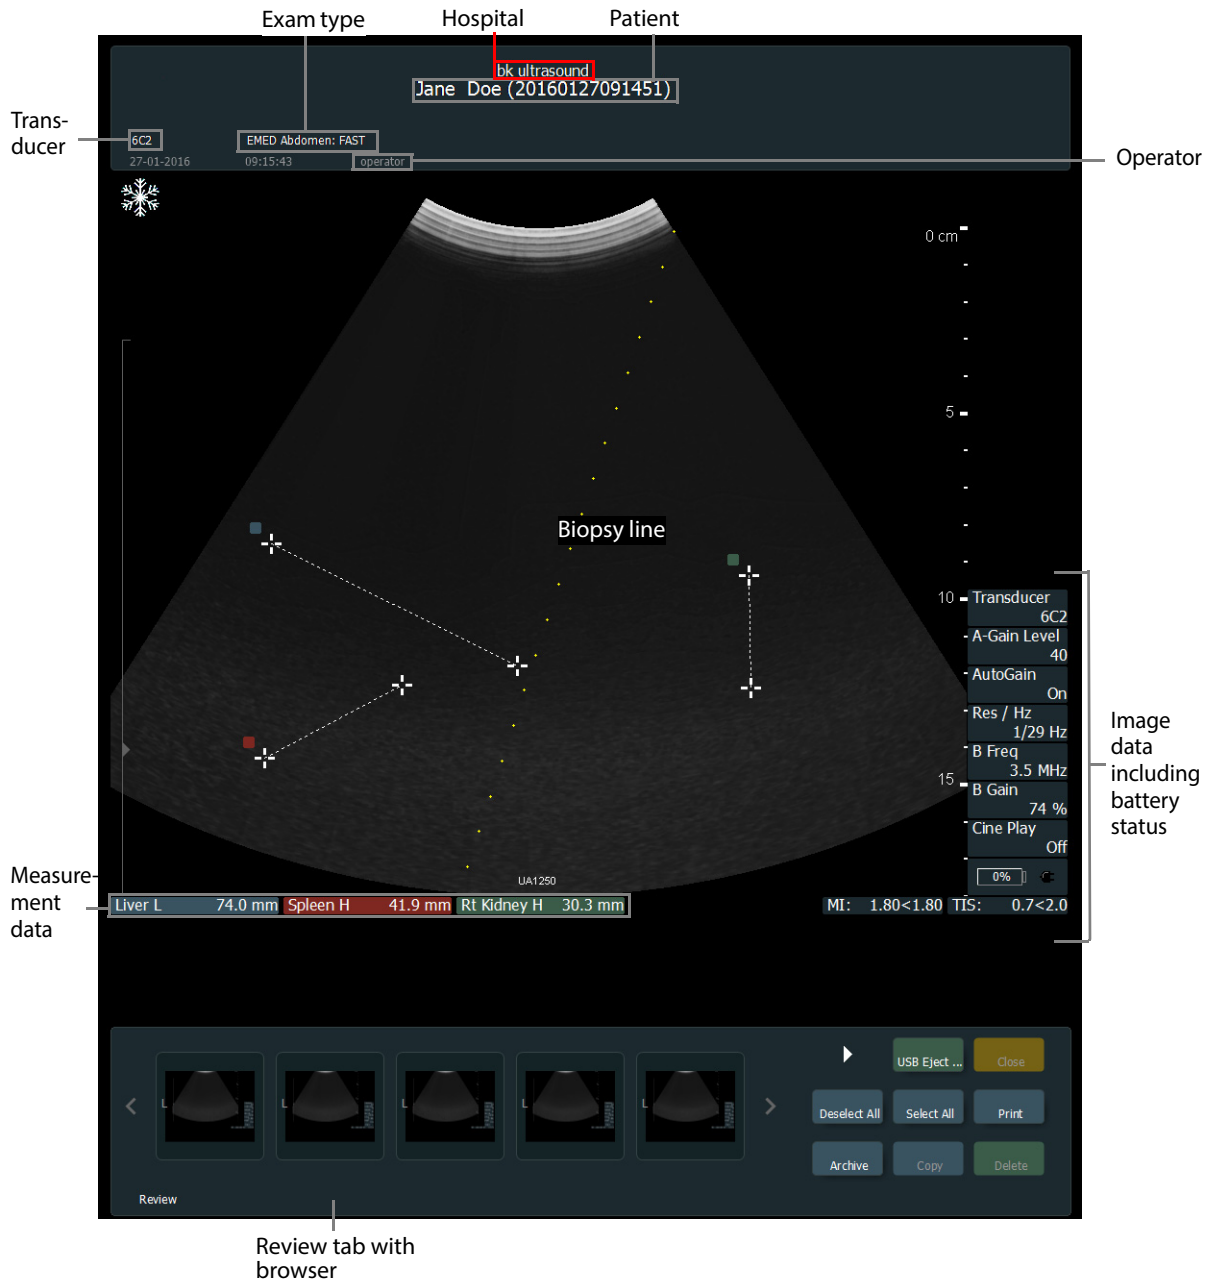 Exam type
Hospital
Patient
bk ultrasound
Jane Doe (20160127091451)
Trans-
ducer
6C2
EMED Abdomen: FAST
27-01-2016
09:15:43
operator
Operator
0 cm
5
Biopsy line
10
15
Transducer
6C2
A-Gain Level
40
AutoGain
On
Res / Hz
1/29 Hz
B Freq
3.5 MHz
B Gain
74 %
Cine Play
Off
0%
Image
data
including
battery
status
UA1250
Measure-
ment
data
Liver L 74.0 mm
Spleen H 41.9 mm
Rt Kidney H 30.3 mm
MI: 1.80<1.80
TIS: 0.7<2.0
L
L
L
L
L
USB Eject ...
Close
Deselect All
Select All
Print
Archive
Copy
Delete
Review
Review tab with
browser